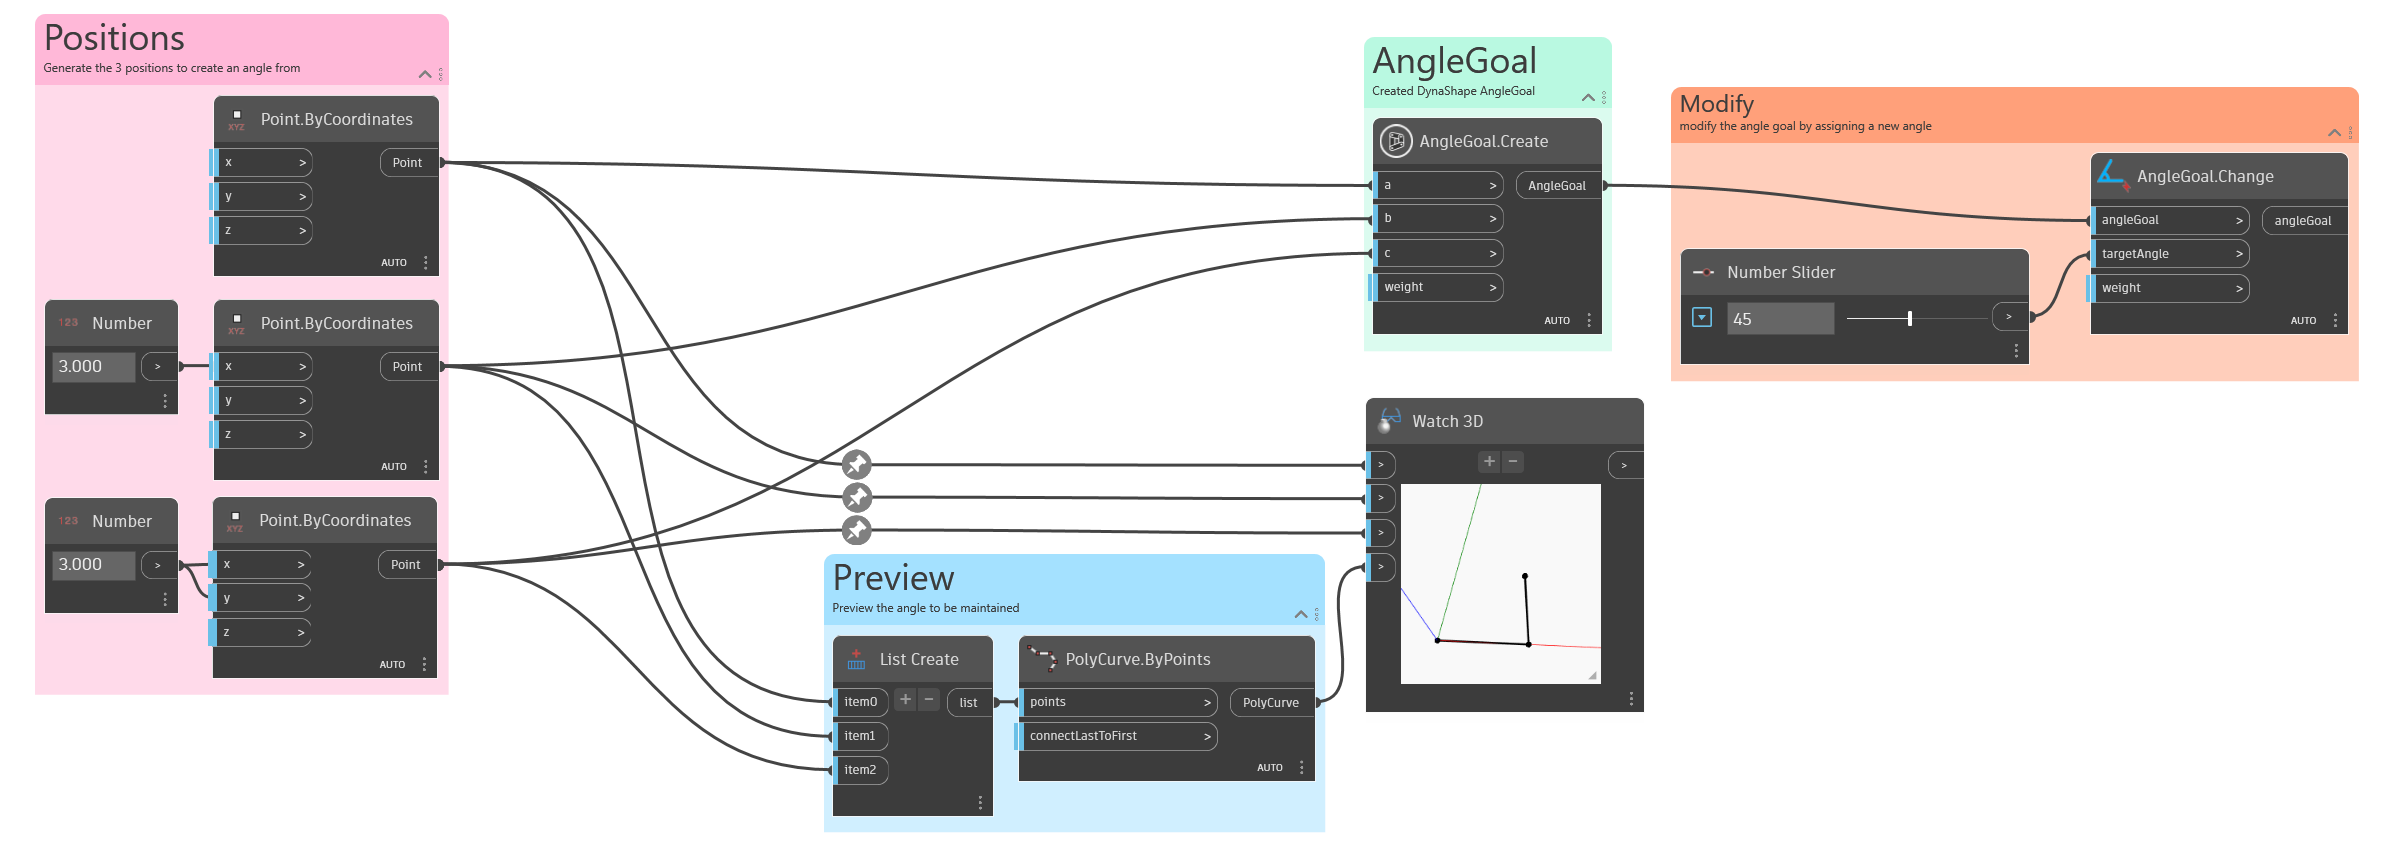 Positions
Generate the 3 positions to create an angle from
Point.ByCoordinates
x > Point
y >
z >
AUTO
123 Number
3.000 >
XYZ Point.ByCoordinates
x > Point
y >
z >
AUTO
123 Number
3.000 >
XYZ Point.ByCoordinates
x > Point
y >
z >
AUTO
AngleGoal
Created DynaShape AngleGoal
AngleGoal.Create
a > AngleGoal
b >
c >
weight >
AUTO
Modify
modify the angle goal by assigning a new angle
Number Slider
45 >
AngleGoal.Change
angleGoal > angleGoal
targetAngle >
weight >
AUTO
Watch 3D
> + − >
>
>
>
Preview
Preview the angle to be maintained
List Create
item0 + − list
item1
item2
PolyCurve.ByPoints
points > PolyCurve
connectLastToFirst >
AUTO